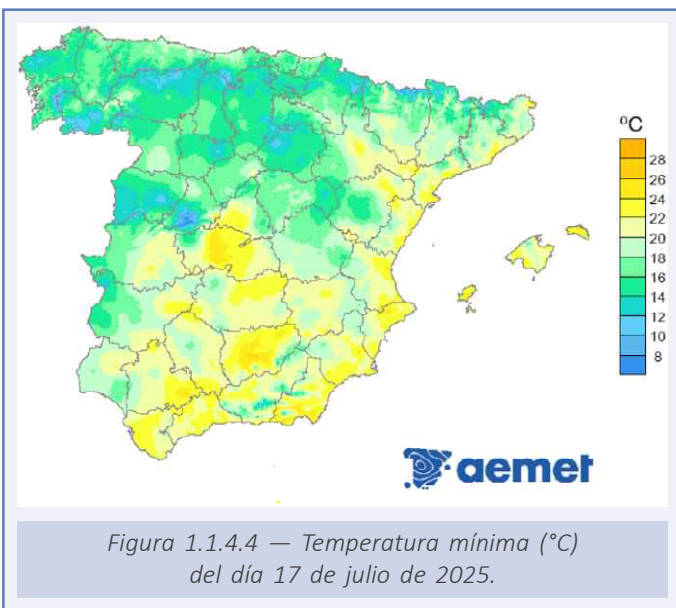 ºC
28
26
24
22
20
18
16
14
12
10
8
aemet
Figura 1.1.4.4 — Temperatura mínima (°C)
del día 17 de julio de 2025.